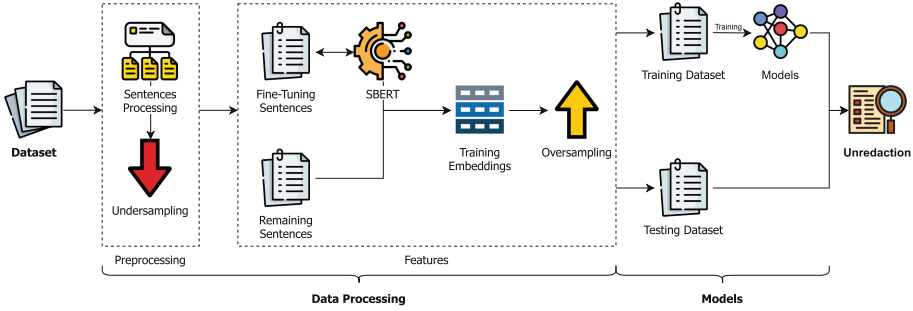 Dataset
Sentences
Processing
Undersampling
Preprocessing
Fine-Tuning
Sentences
SBERT
Remaining
Sentences
Training
Embeddings
Oversampling
Features
Data Processing
Training Dataset
Training
Models
Testing Dataset
Models
Unredaction